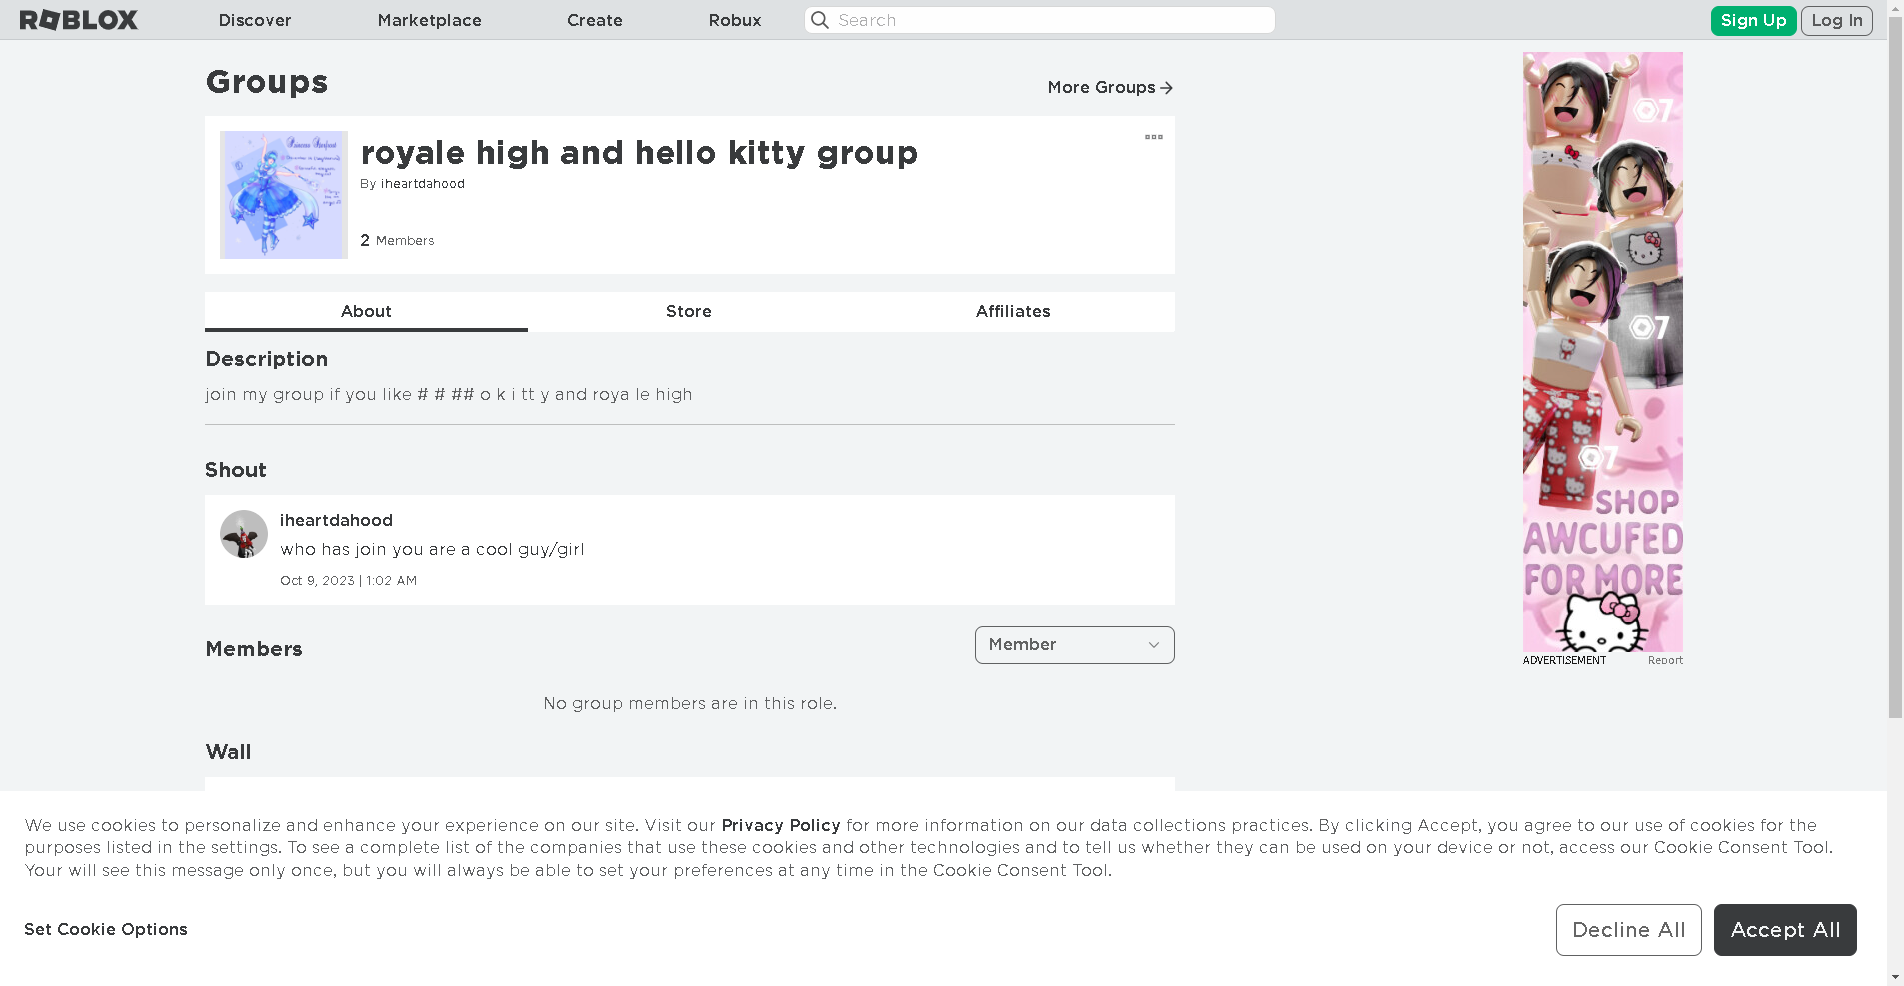 ROBLOX Discover Marketplace Create Robux Search Sign Up Log In
Groups
More Groups
royale high and hello kitty group
By iheartdahood
2 Members
About Store Affiliates
Description
join my group if you like # # ## o k i tt y and roya le high
Shout
iheartdahood
who has join you are a cool guy/girl
Oct 9, 2023 | 1:02 AM
Members
Member
No group members are in this role.
Wall
7
7
7
SHOP
AWCUFED
FOR MORE
ADVERTISEMENT Report
We use cookies to personalize and enhance your experience on our site. Visit our Privacy Policy for more information on our data collections practices. By clicking Accept, you agree to our use of cookies for the
purposes listed in the settings. To see a complete list of the companies that use these cookies and other technologies and to tell us whether they can be used on your device or not, access our Cookie Consent Tool.
Your will see this message only once, but you will always be able to set your preferences at any time in the Cookie Consent Tool.
Set Cookie Options
Decline All
Accept All